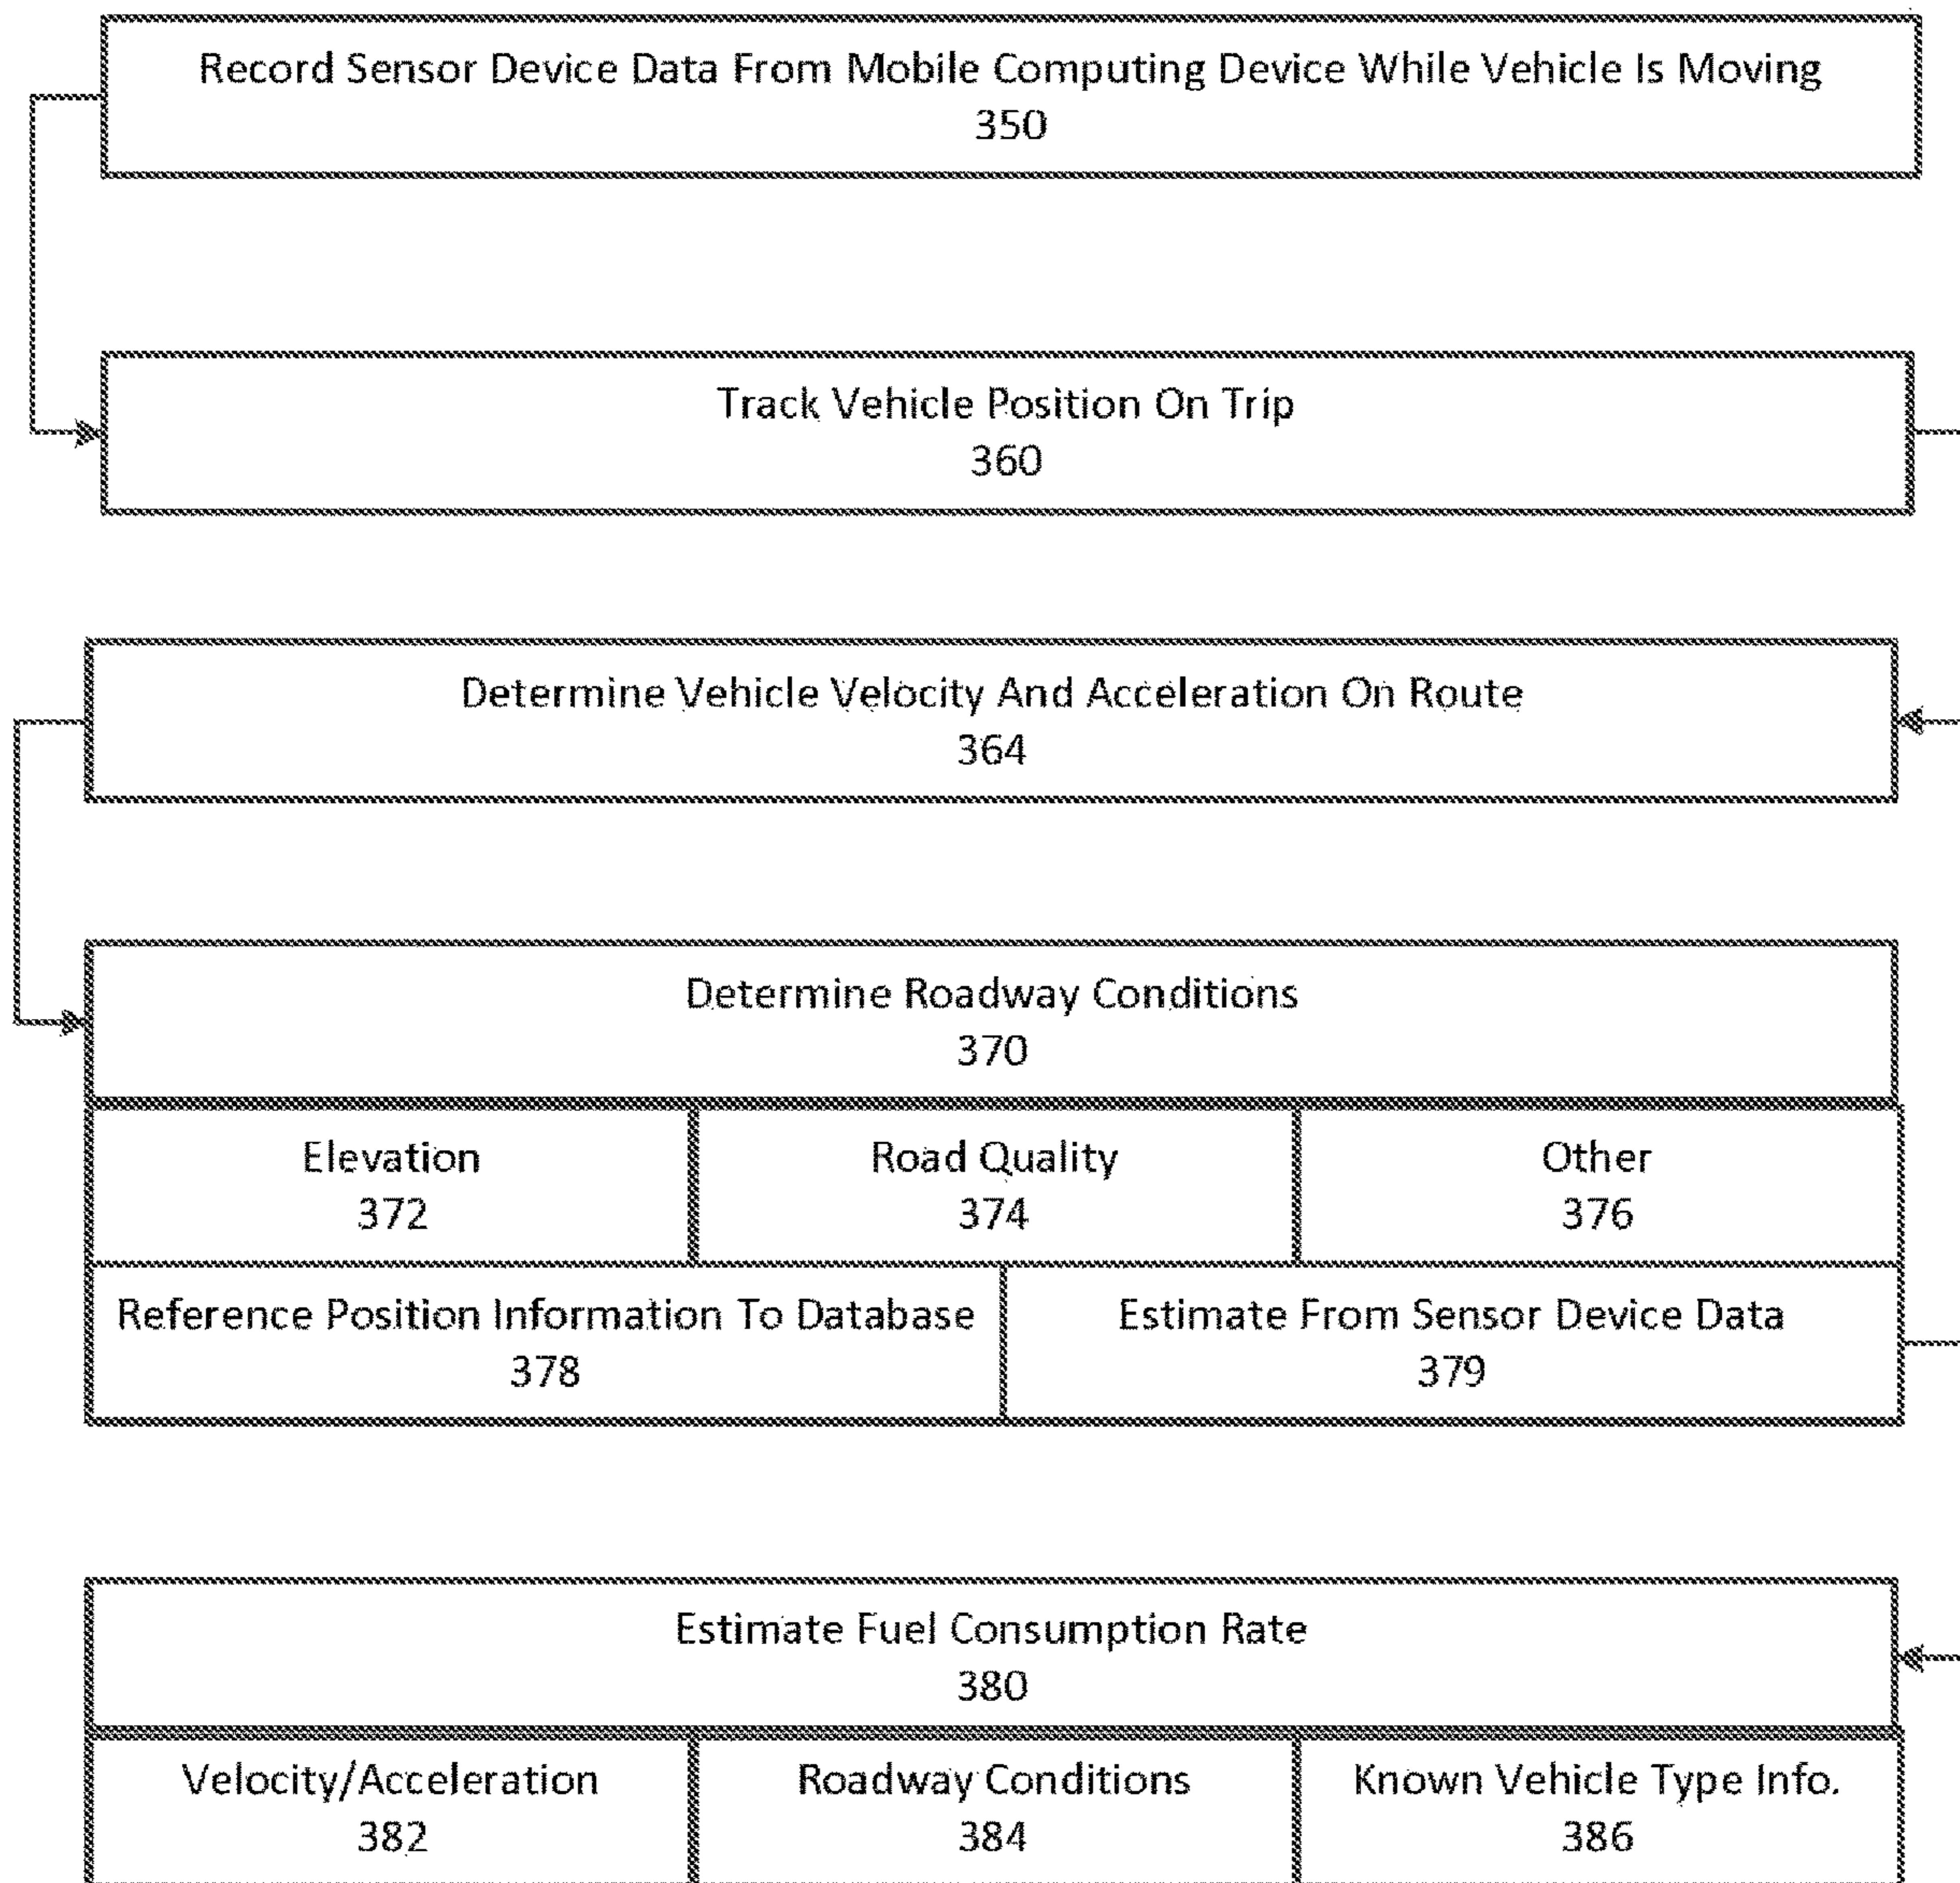 Record Sensor Device Data From Mobile Computing Device While Vehicle Is Moving
350
Track Vehicle Position On Trip
360
Determine Vehicle Velocity And Acceleration On Route
364
Determine Roadway Conditions
370
Elevation
372
Road Quality
374
Other
376
Reference Position Information To Database
378
Estimate From Sensor Device Data
379
Estimate Fuel Consumption Rate
380
Velocity/Acceleration
382
Roadway Conditions
384
Known Vehicle Type Info.
386